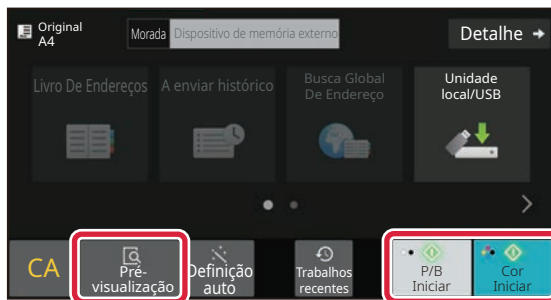 Original
A4
Morada Dispositivo de memória externo
Detalhe
Livro De Endereços
A enviar histórico
Busca Global
De Endereço
Unidade
local/USB
CA
Pré-
visualização
Definição
auto
Trabalhos
recentes
P/B
Iniciar
Cor
Iniciar